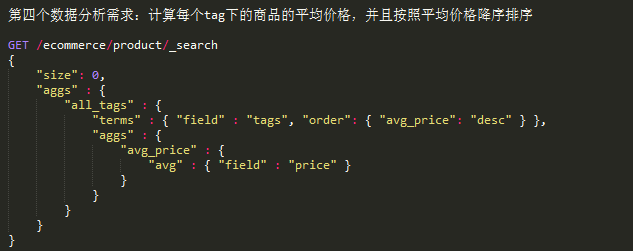 第四个数据分析需求：计算每个tag下的商品的平均价格，并且按照平均价格降序排序
GET /ecommerce/product/_search
{
    "size": 0,
    "aggs" : {
        "all_tags" : {
            "terms" : { "field" : "tags", "order": { "avg_price": "desc" } },
            "aggs" : {
                "avg_price" : {
                    "avg" : { "field" : "price" }
                }
            }
        }
    }
}